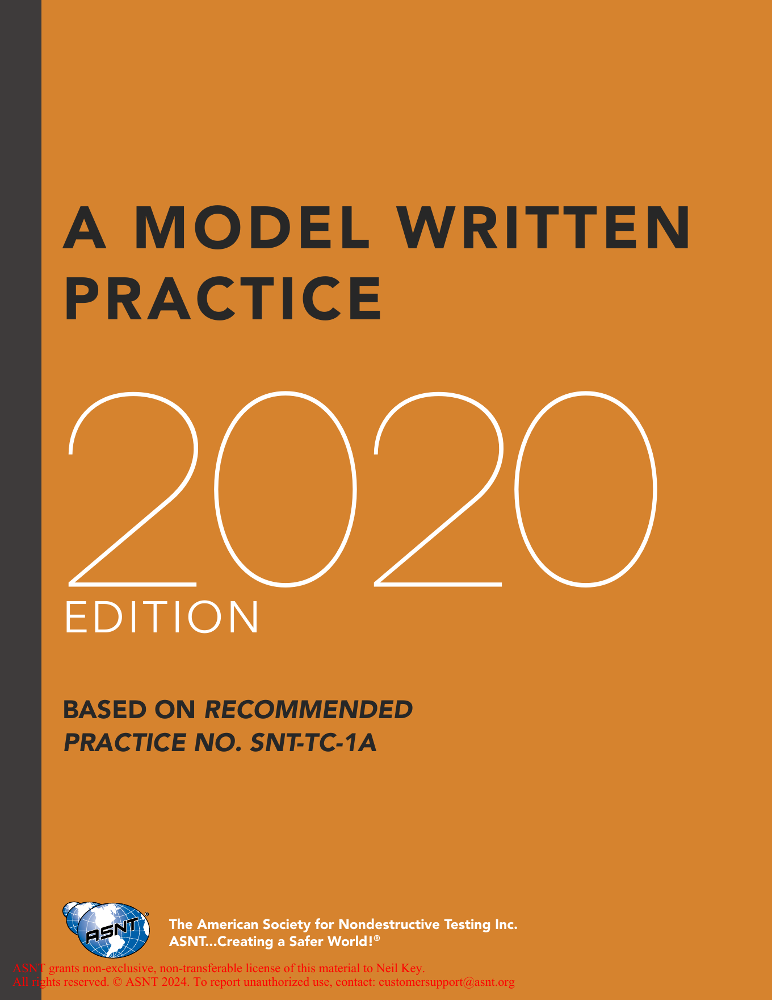 A MODEL WRITTEN
PRACTICE
2020
EDITION
BASED ON RECOMMENDED
PRACTICE NO. SNT-TC-1A
ASNT®
The American Society for Nondestructive Testing Inc.
ASNT...Creating a Safer World!®
ASNT grants non-exclusive, non-transferable license of this material to Neil Key.
All rights reserved. © ASNT 2024. To report unauthorized use, contact: customersupport@asnt.org